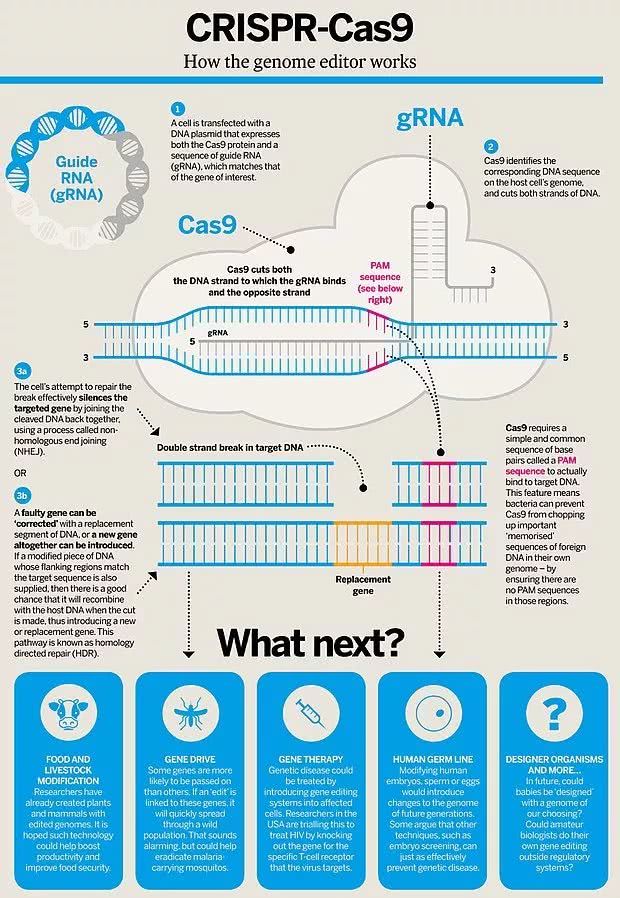 CRISPR-Cas9
How the genome editor works
Guide
RNA
(gRNA)
1
A cell is transfected with a
DNA plasmid that expresses
both the Cas9 protein and a
sequence of guide RNA
(gRNA), which matches that
of the gene of interest.
gRNA
2
Cas9 identifies the
corresponding DNA sequence
on the host cell's genome,
and cuts both strands of DNA.
Cas9
Cas9 cuts both
the DNA strand to which the gRNA binds
and the opposite strand
PAM
sequence
(see below
right)
3
5
3
gRNA
5
3
5
3a
The cell's attempt to repair the
break effectively silences the
targeted gene by joining the
cleaved DNA back together,
using a process called non-
homologous end joining
(NHEJ).
OR
3b
A faulty gene can be
'corrected' with a replacement
segment of DNA, or a new gene
altogether can be introduced.
If a modified piece of DNA
whose flanking regions match
the target sequence is also
supplied, then there is a good
chance that it will recombine
with the host DNA when the cut
is made, thus introducing a new
or replacement gene. This
pathway is known as homology
directed repair (HDR).
Double strand break in target DNA
Replacement
gene
Cas9 requires a
simple and common
sequence of base
pairs called a PAM
sequence to actually
bind to target DNA.
This feature means
bacteria can prevent
Cas9 from chopping
up important
'memorised'
sequences of foreign
DNA in their own
genome – by
ensuring there are
no PAM sequences
in those regions.
What next?
FOOD AND
LIVESTOCK
MODIFICATION
Researchers have
already created plants
and mammals with
edited genomes. It is
hoped such technology
could help boost
productivity and
improve food security.
GENE DRIVE
Some genes are more
likely to be passed on
than others. If an 'edit' is
linked to these genes, it
will quickly spread
through a wild
population. That sounds
alarming, but could help
eradicate malaria-
carrying mosquitos.
GENE THERAPY
Genetic disease could
be treated by
introducing gene editing
systems into affected
cells. Researchers in the
USA are trialling this to
treat HIV by knocking
out the gene for the
specific T-cell receptor
that the virus targets.
HUMAN GERM LINE
Modifying human
embryos, sperm or eggs
would introduce
changes to the genome
of future generations.
Some argue that other
techniques, such as
embryo screening, can
just as effectively
prevent genetic disease.
?
DESIGNER ORGANISMS
AND MORE...
In future, could
babies be 'designed'
with a genome of
our choosing?
Could amateur
biologists do their
own gene editing
outside regulatory
systems?